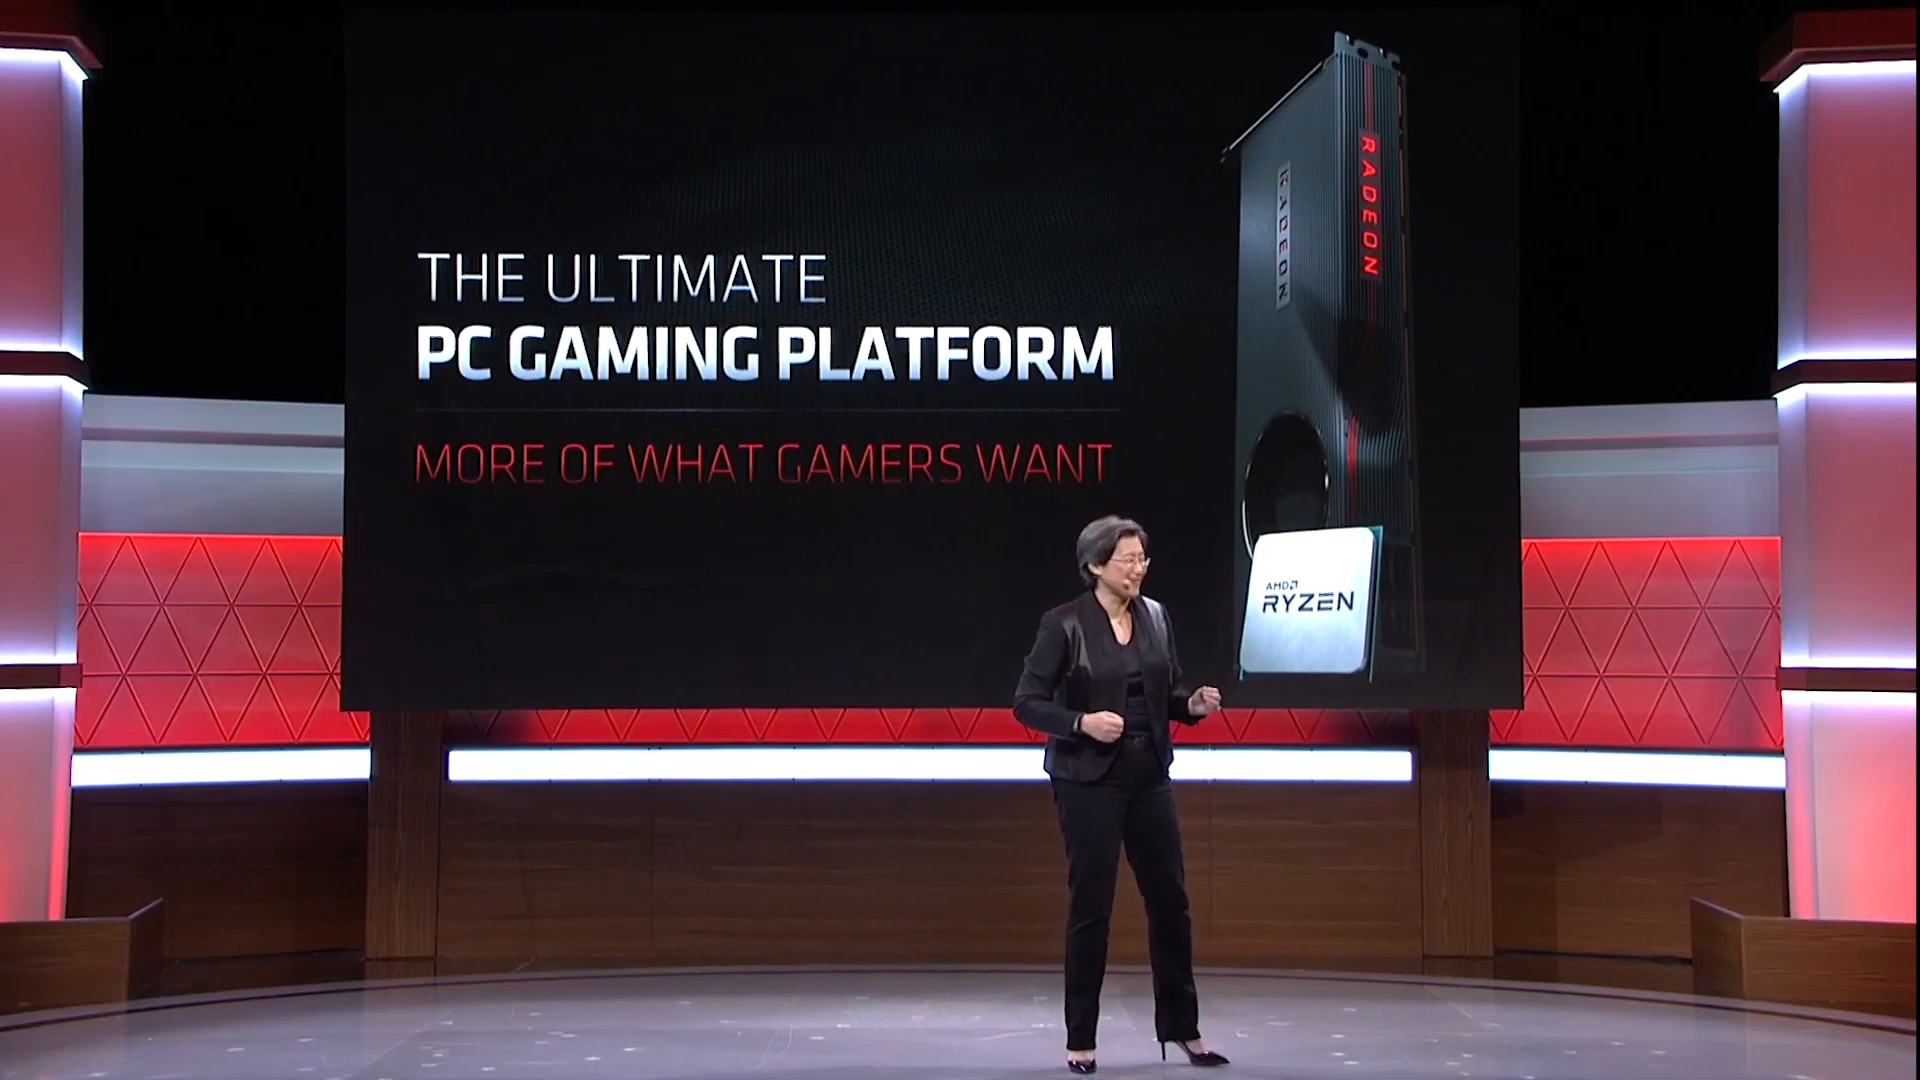 THE ULTIMATE
PC GAMING PLATFORM
MORE OF WHAT GAMERS WANT
RADEON
RADEON
AMD
RYZEN